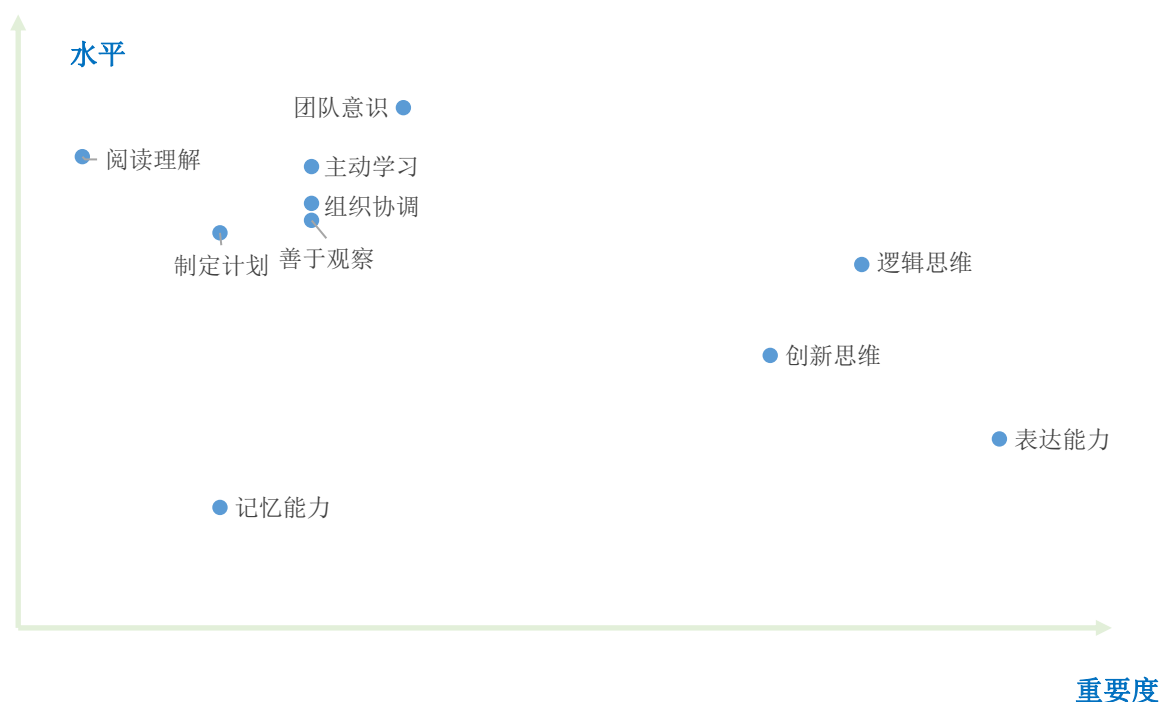 水平
团队意识
阅读理解
主动学习
组织协调
善于观察
制定计划
逻辑思维
创新思维
表达能力
记忆能力
重要度